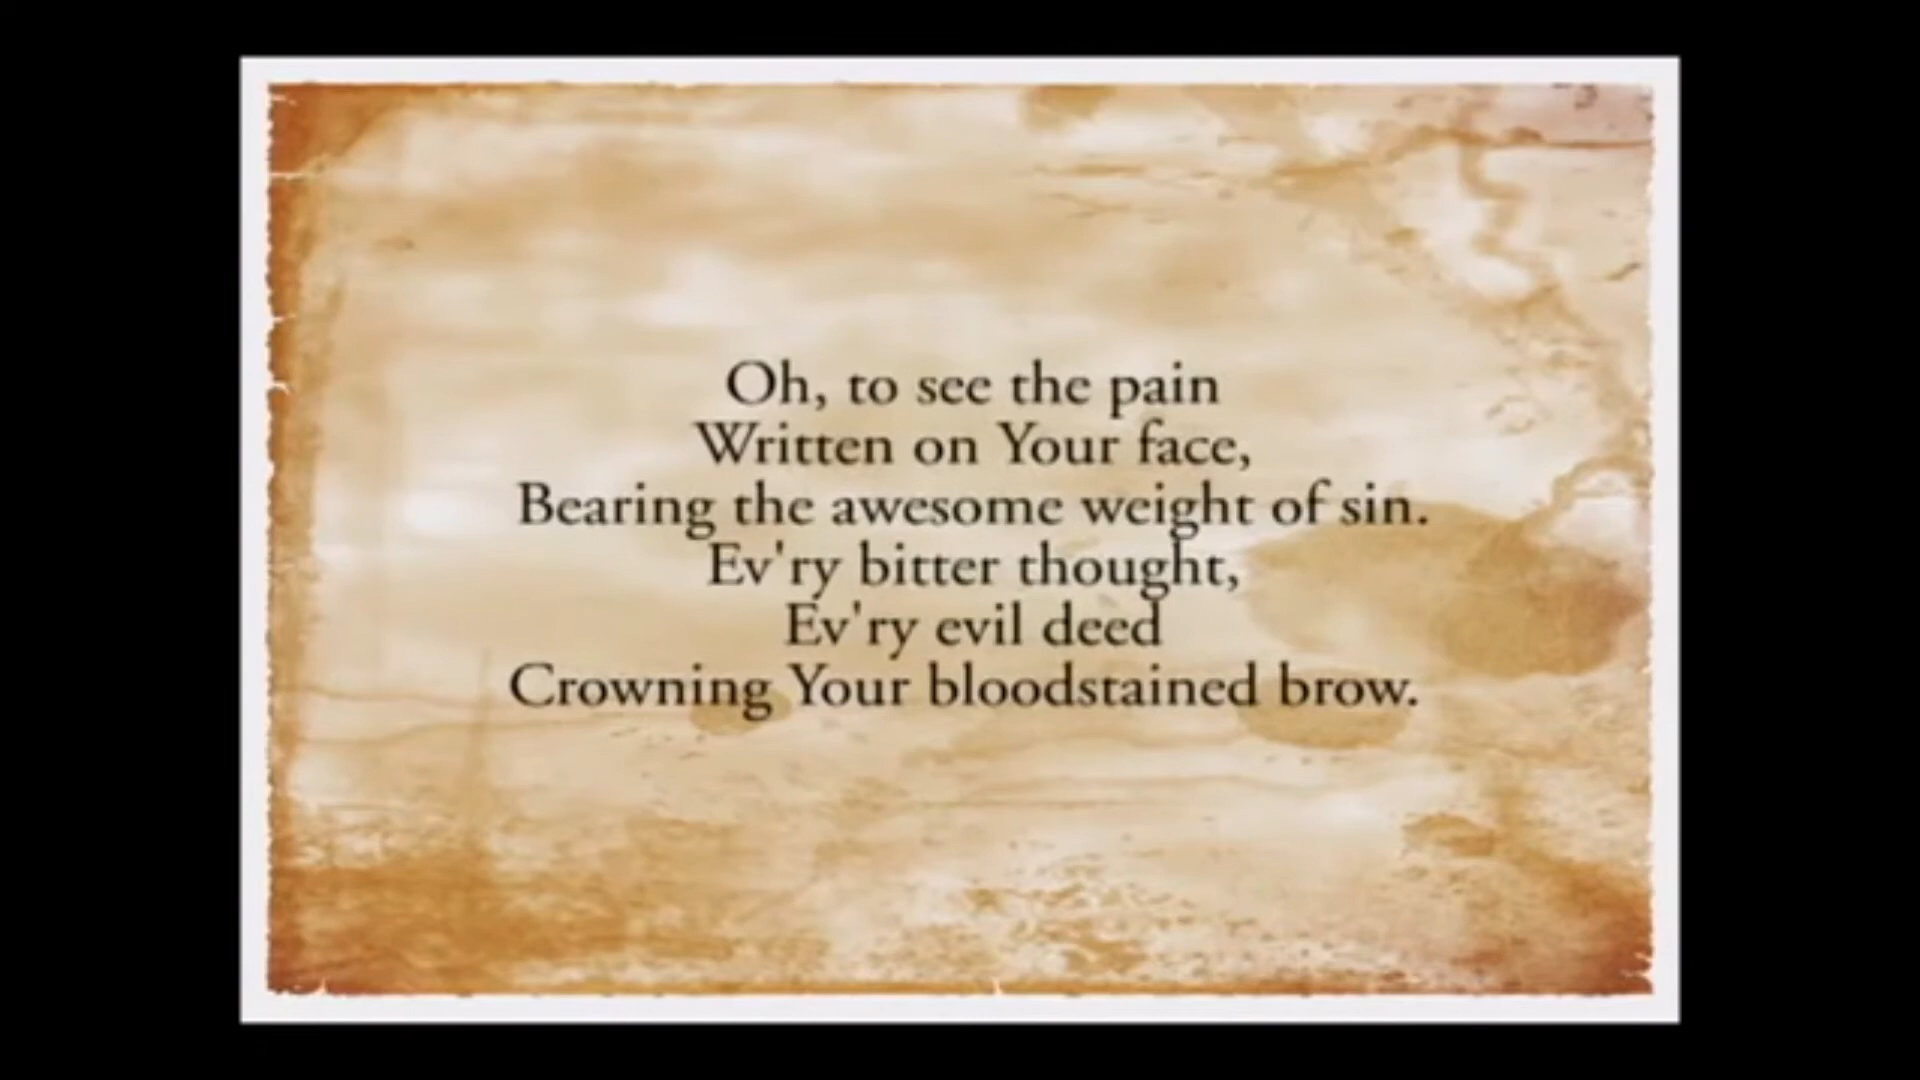 Oh, to see the pain
Written on Your face,
Bearing the awesome weight of sin.
Ev'ry bitter thought,
Ev'ry evil deed
Crowning Your bloodstained brow.